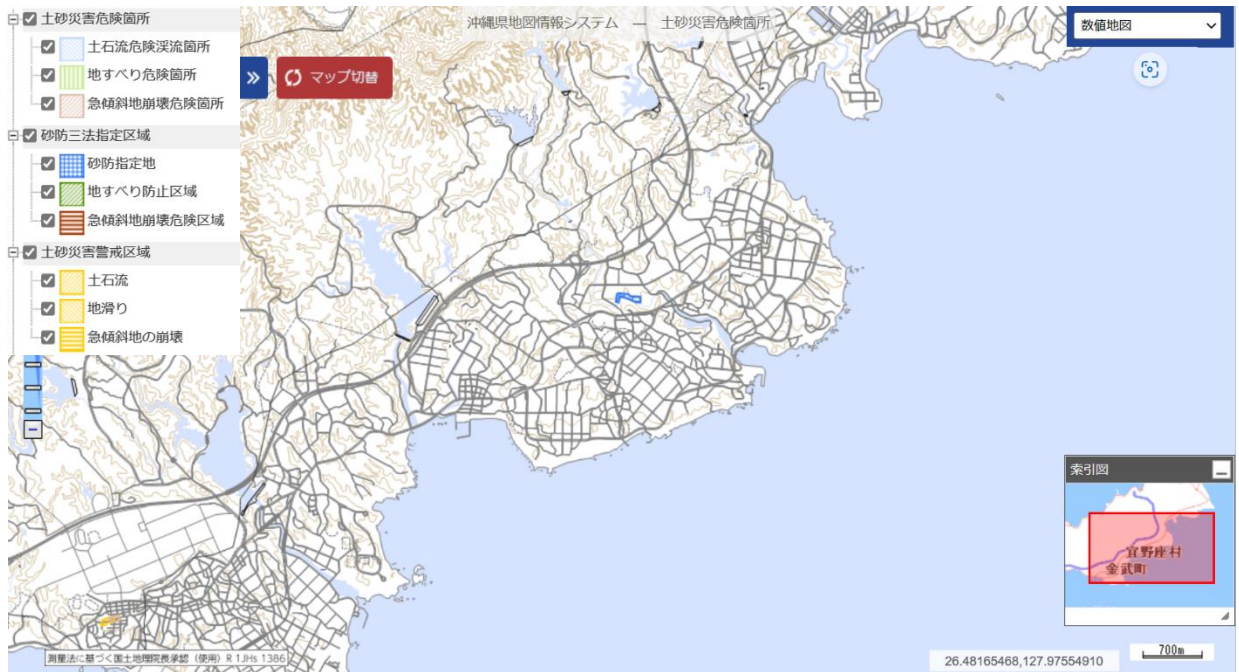 土砂災害危険箇所
土石流危険渓流箇所
地すべり危険箇所
急傾斜地崩壊危険箇所
砂防三法指定区域
砂防指定地
地すべり防止区域
急傾斜地崩壊危険区域
土砂災害警戒区域
土石流
地滑り
急傾斜地の崩壊
沖縄県地図情報システム ― 土砂災害危険箇所
マップ切替
数値地図
索引図
宜野座村
金武町
測量法に基づく国土地理院長承認（使用）R 1JHs 1386
26.48165468,127.97554910
700m